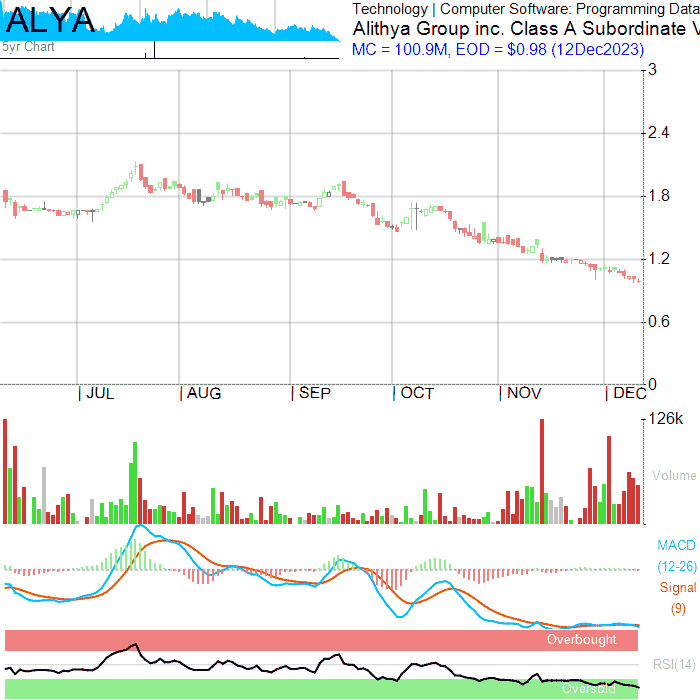 ALYA
5yr Chart
Technology | Computer Software: Programming Data
Alithya Group inc. Class A Subordinate V
MC = 100.9M, EOD = $0.98 (12Dec2023)
3
2.4
1.8
1.2
0.6
0
JUL
AUG
SEP
OCT
NOV
DEC
126k
Volume
MACD
(12-26)
Signal
(9)
Overbought
RSI(14)
Oversold